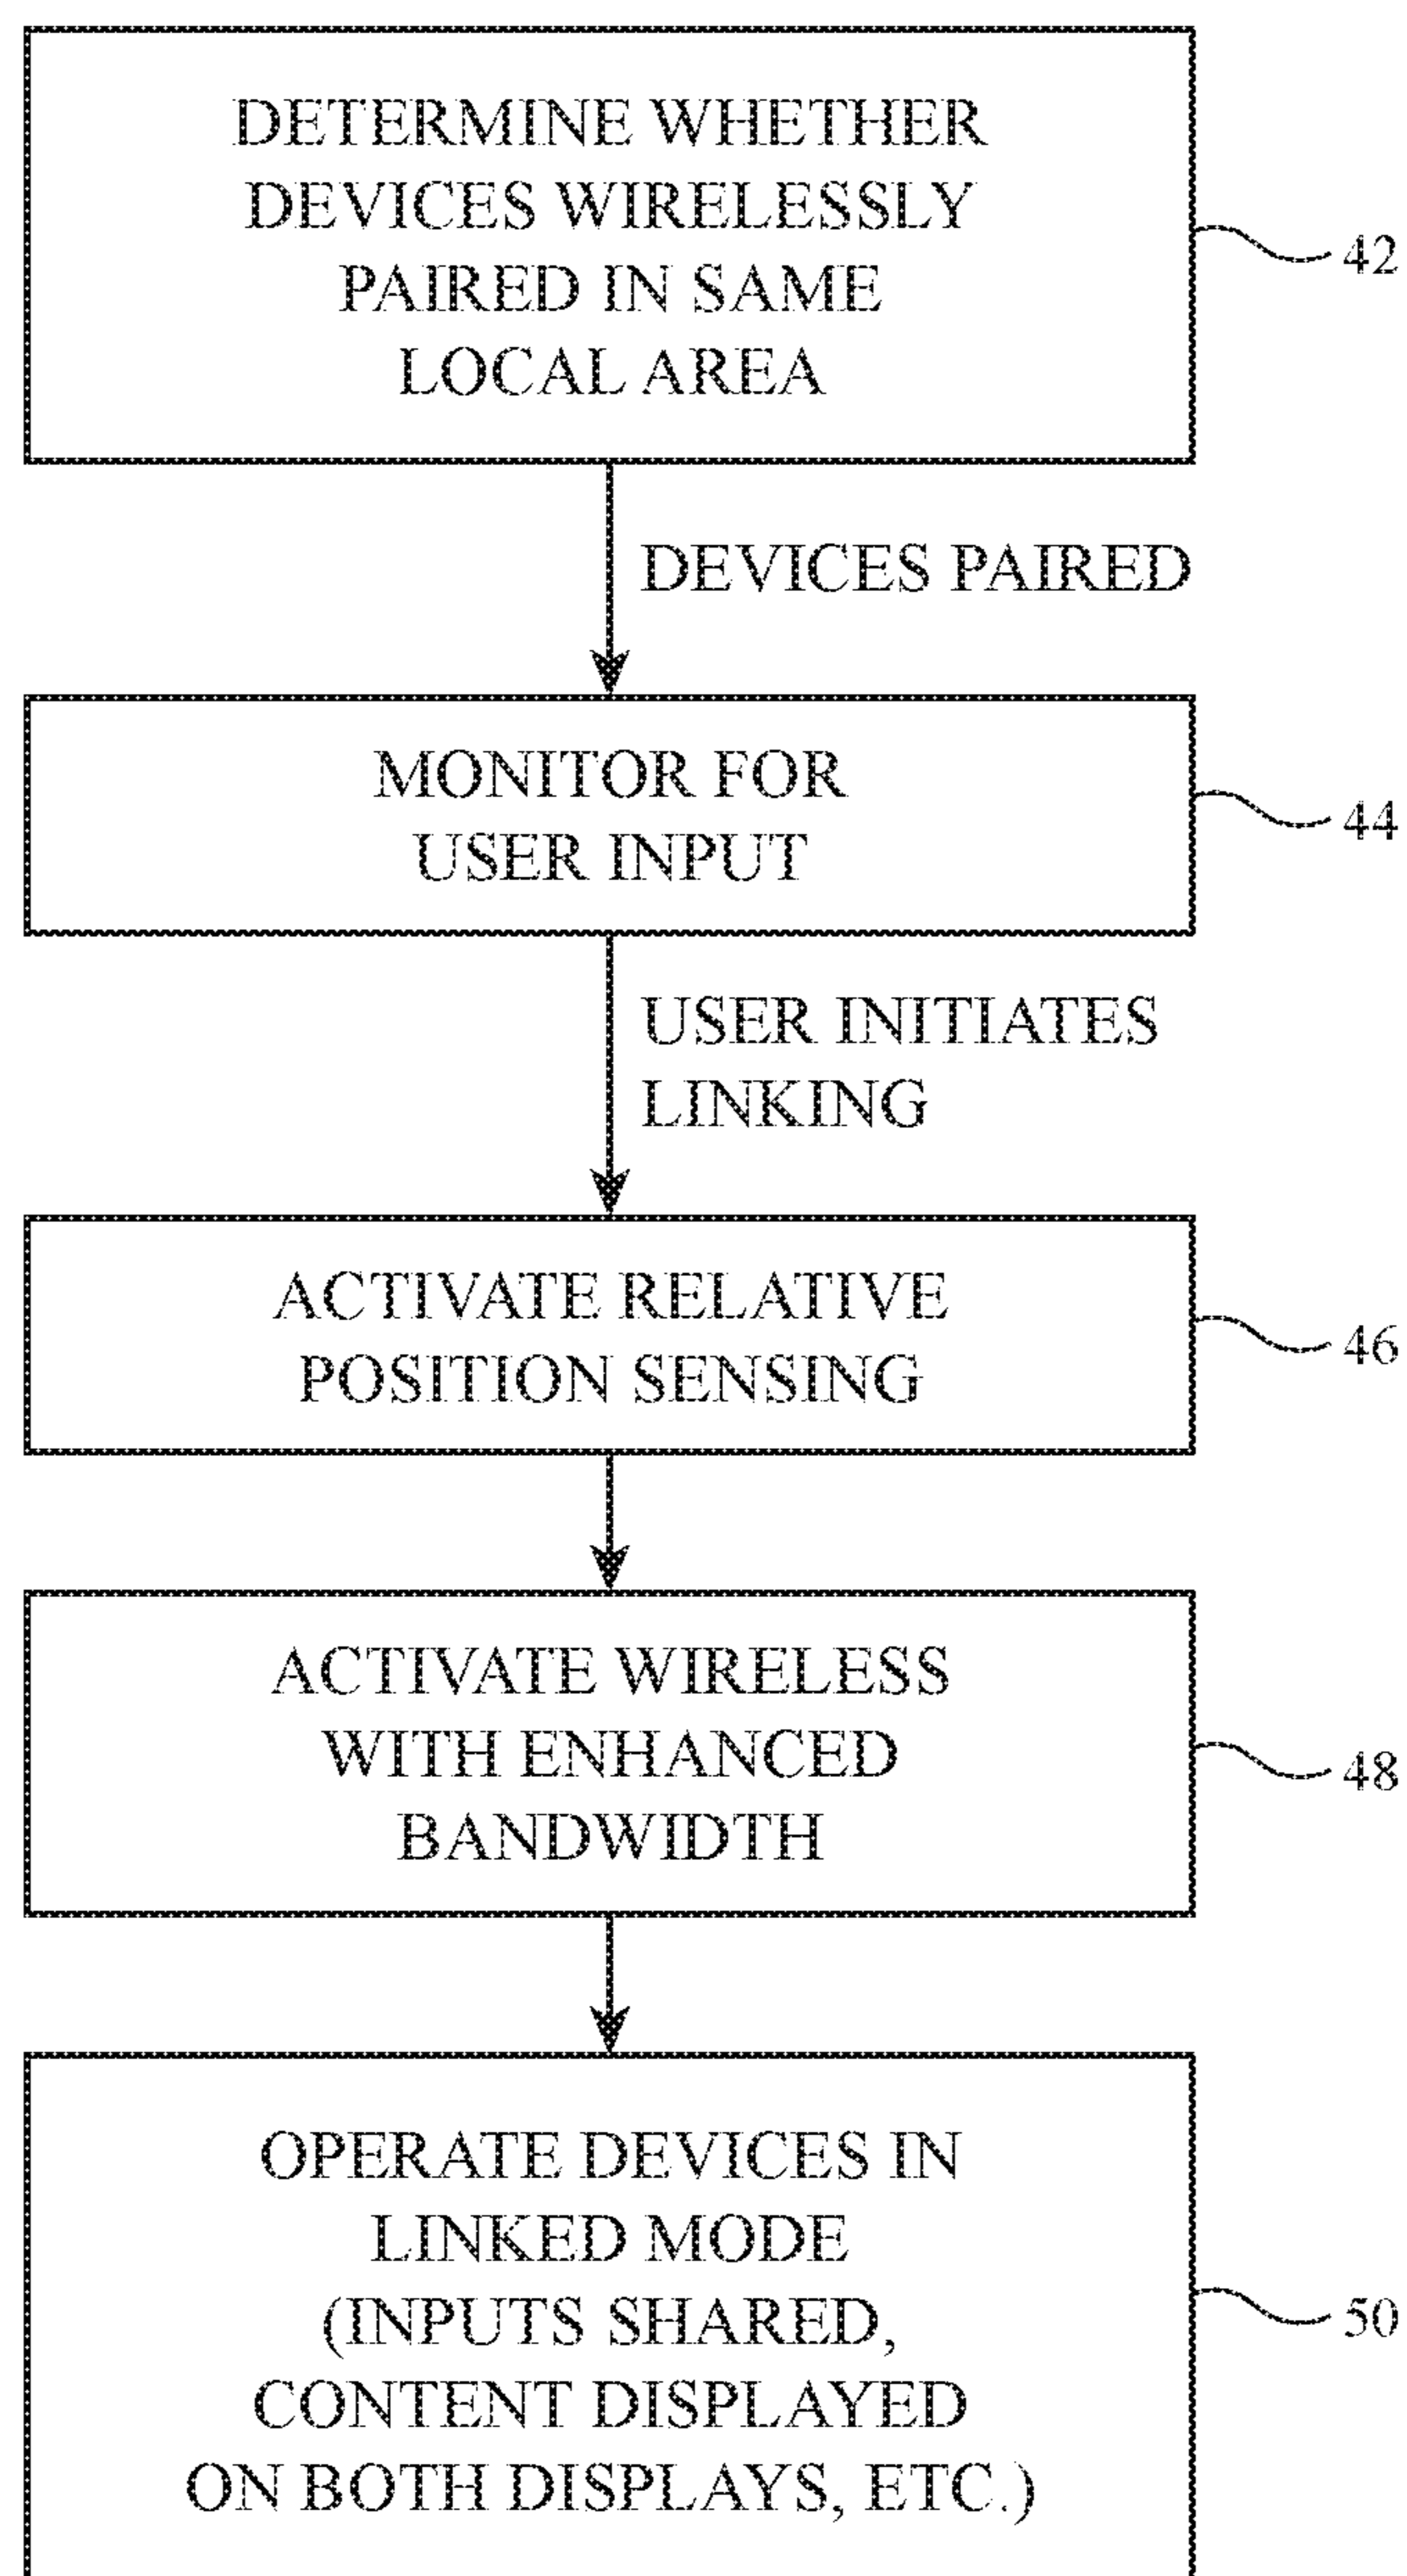 DETERMINE WHETHER
DEVICES WIRELESSLY
PAIRED IN SAME
LOCAL AREA
42
DEVICES PAIRED
MONITOR FOR
USER INPUT
44
USER INITIATES
LINKING
ACTIVATE RELATIVE
POSITION SENSING
46
ACTIVATE WIRELESS
WITH ENHANCED
BANDWIDTH
48
OPERATE DEVICES IN
LINKED MODE
(INPUTS SHARED,
CONTENT DISPLAYED
ON BOTH DISPLAYS, ETC.)
50